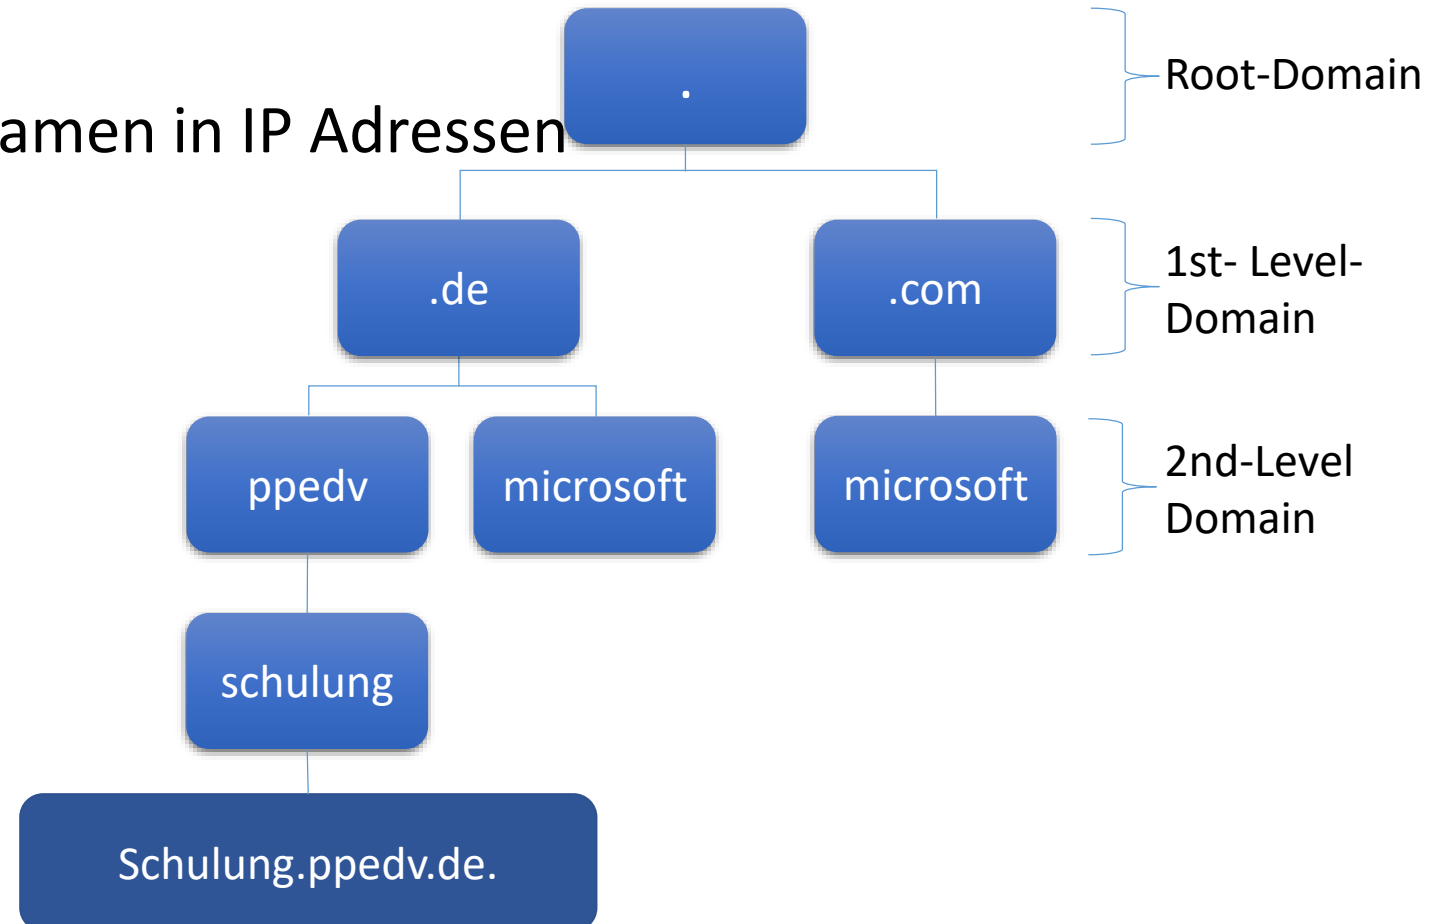 .
Root-Domain
amen in IP Adressen
.de
.com
1st- Level-
Domain
ppedv
microsoft
microsoft
2nd-Level
Domain
schulung
Schulung.ppedv.de.